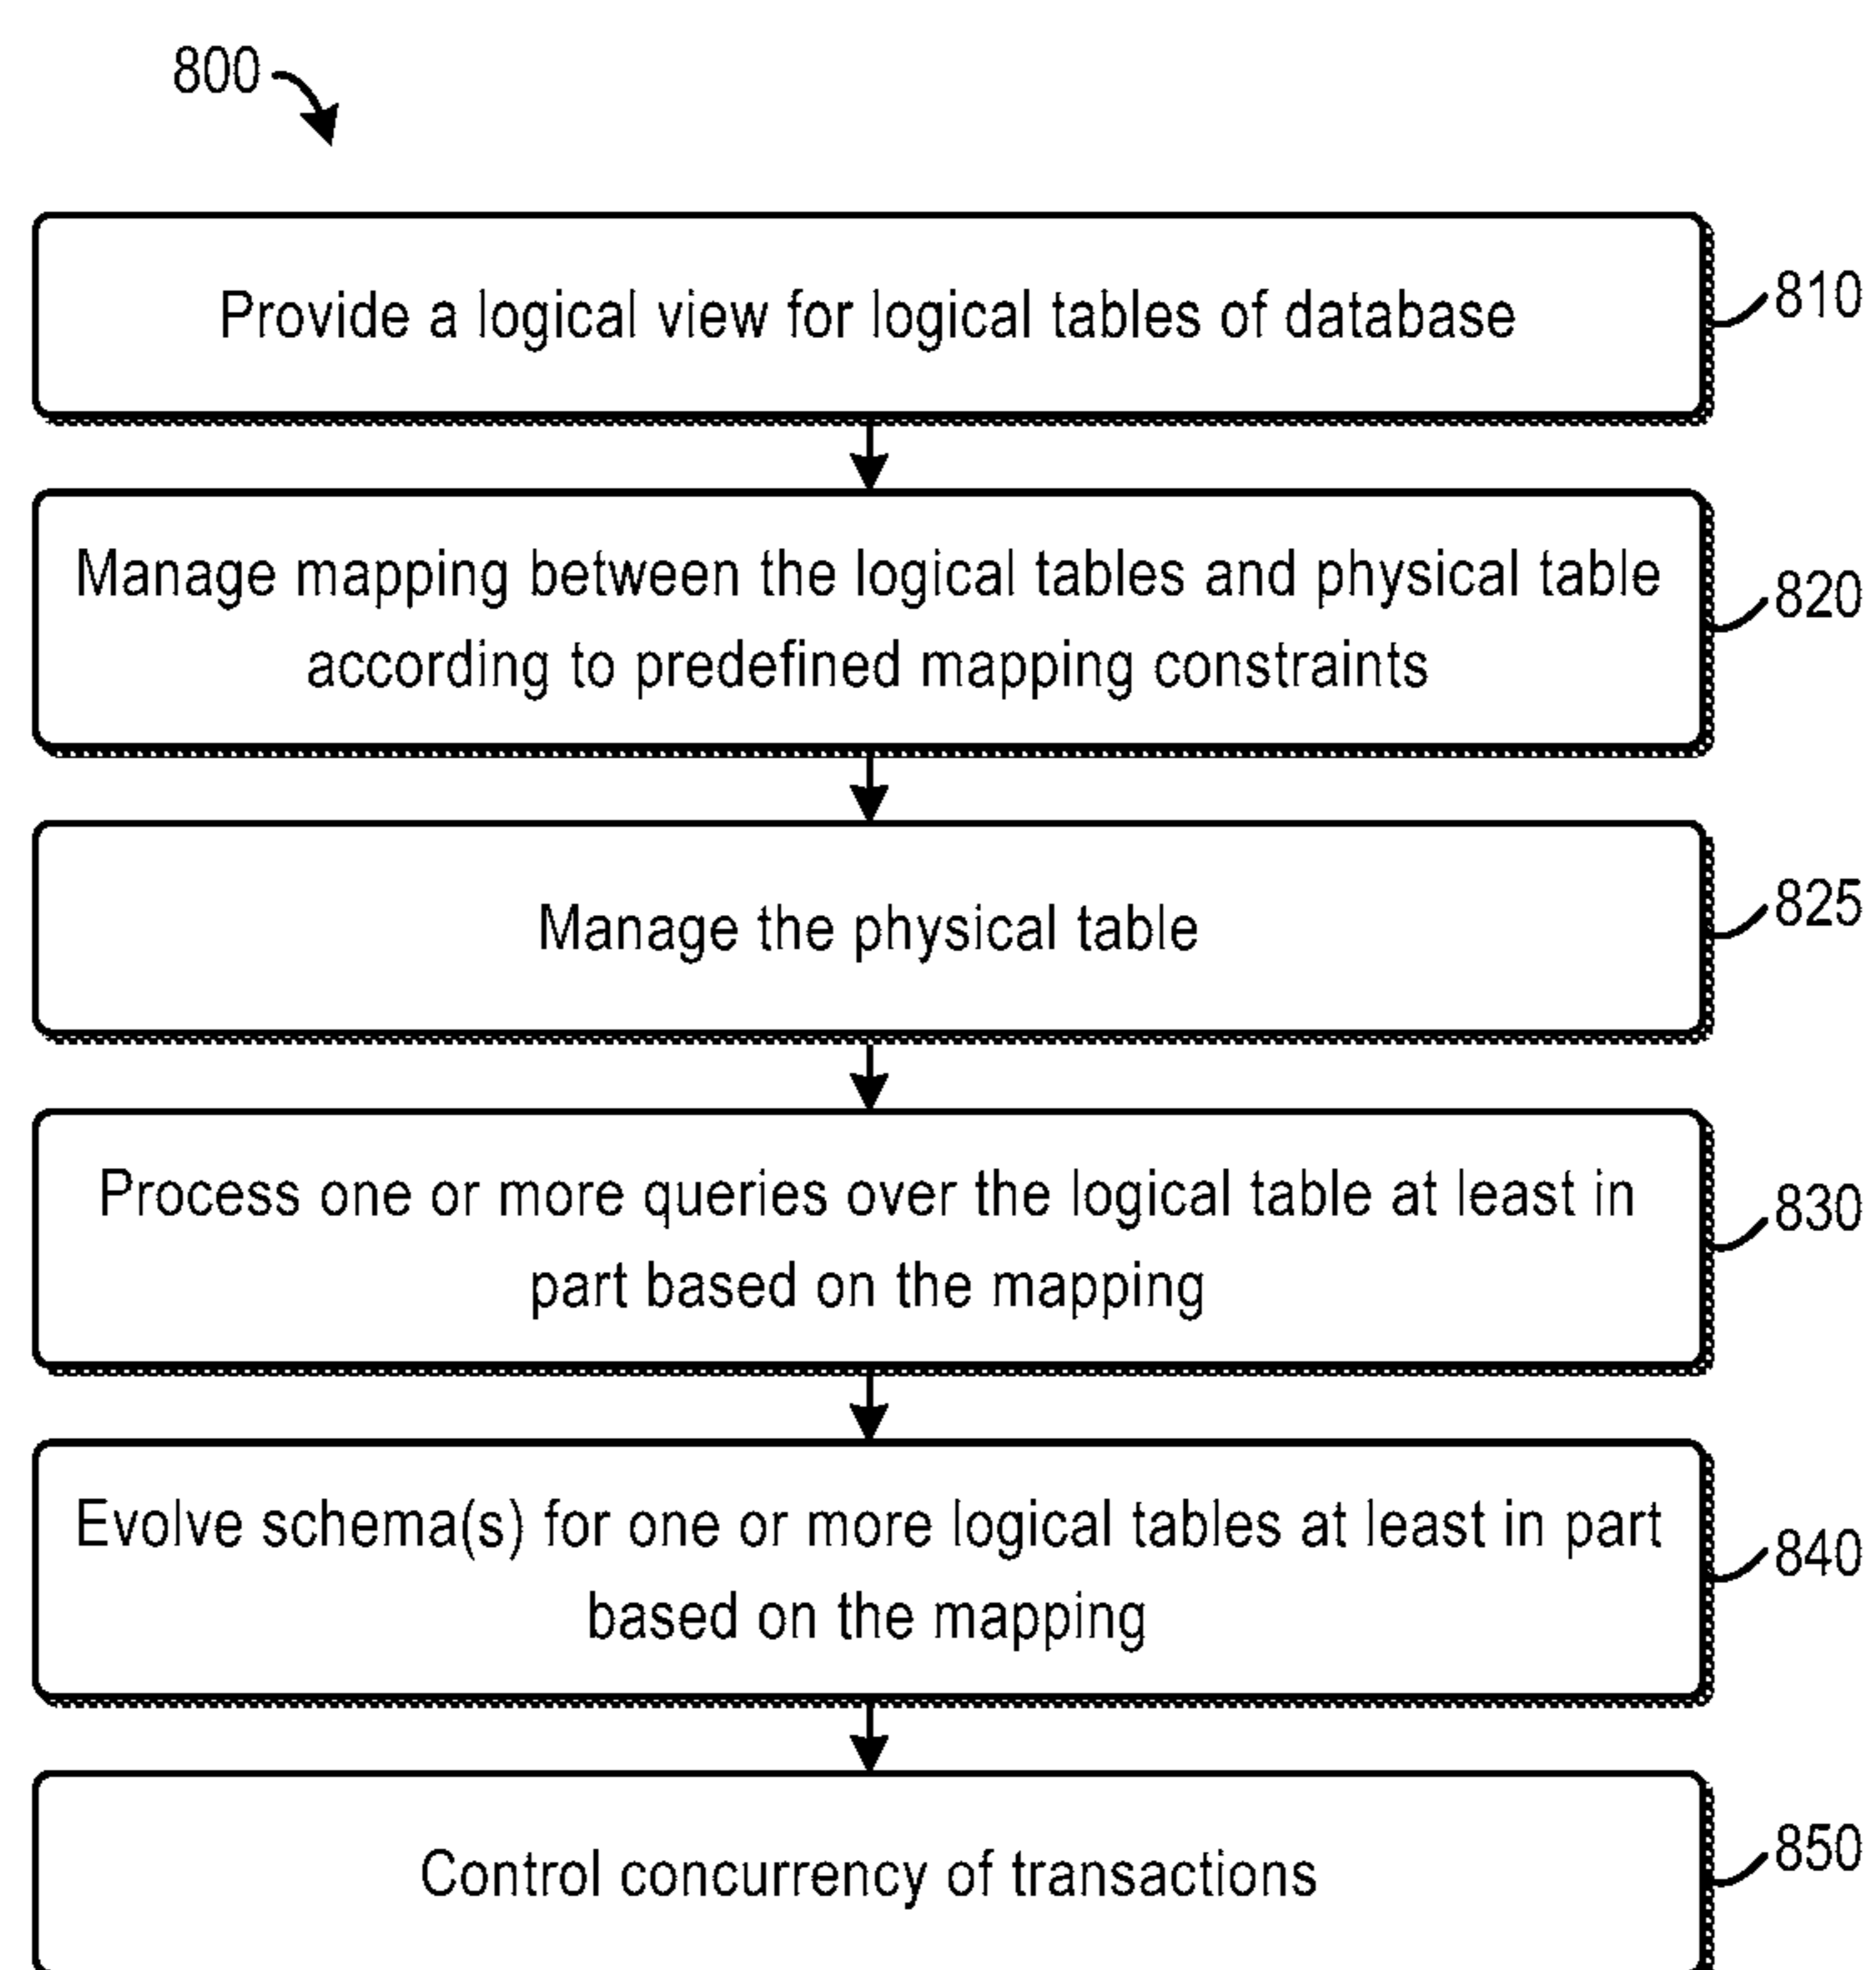 800
Provide a logical view for logical tables of database
810
Manage mapping between the logical tables and physical table
according to predefined mapping constraints
820
Manage the physical table
825
Process one or more queries over the logical table at least in
part based on the mapping
830
Evolve schema(s) for one or more logical tables at least in part
based on the mapping
840
Control concurrency of transactions
850